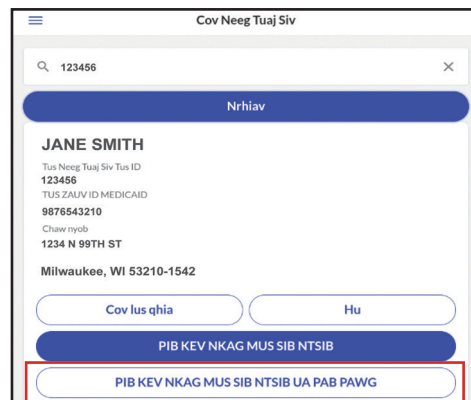 Cov Neeg Tuaj Siv
123456
Nrhiav
JANE SMITH
Tus Neeg Tuaj Siv Tus ID
123456
TUS ZAUV ID MEDICAID
9876543210
Chaw nyob
1234 N 99TH ST
Milwaukee, WI 53210-1542
Cov lus qhia
Hu
PIB KEV NKAG MUS SIB NTSIB
PIB KEV NKAG MUS SIB NTSIB UA PAB PAWG